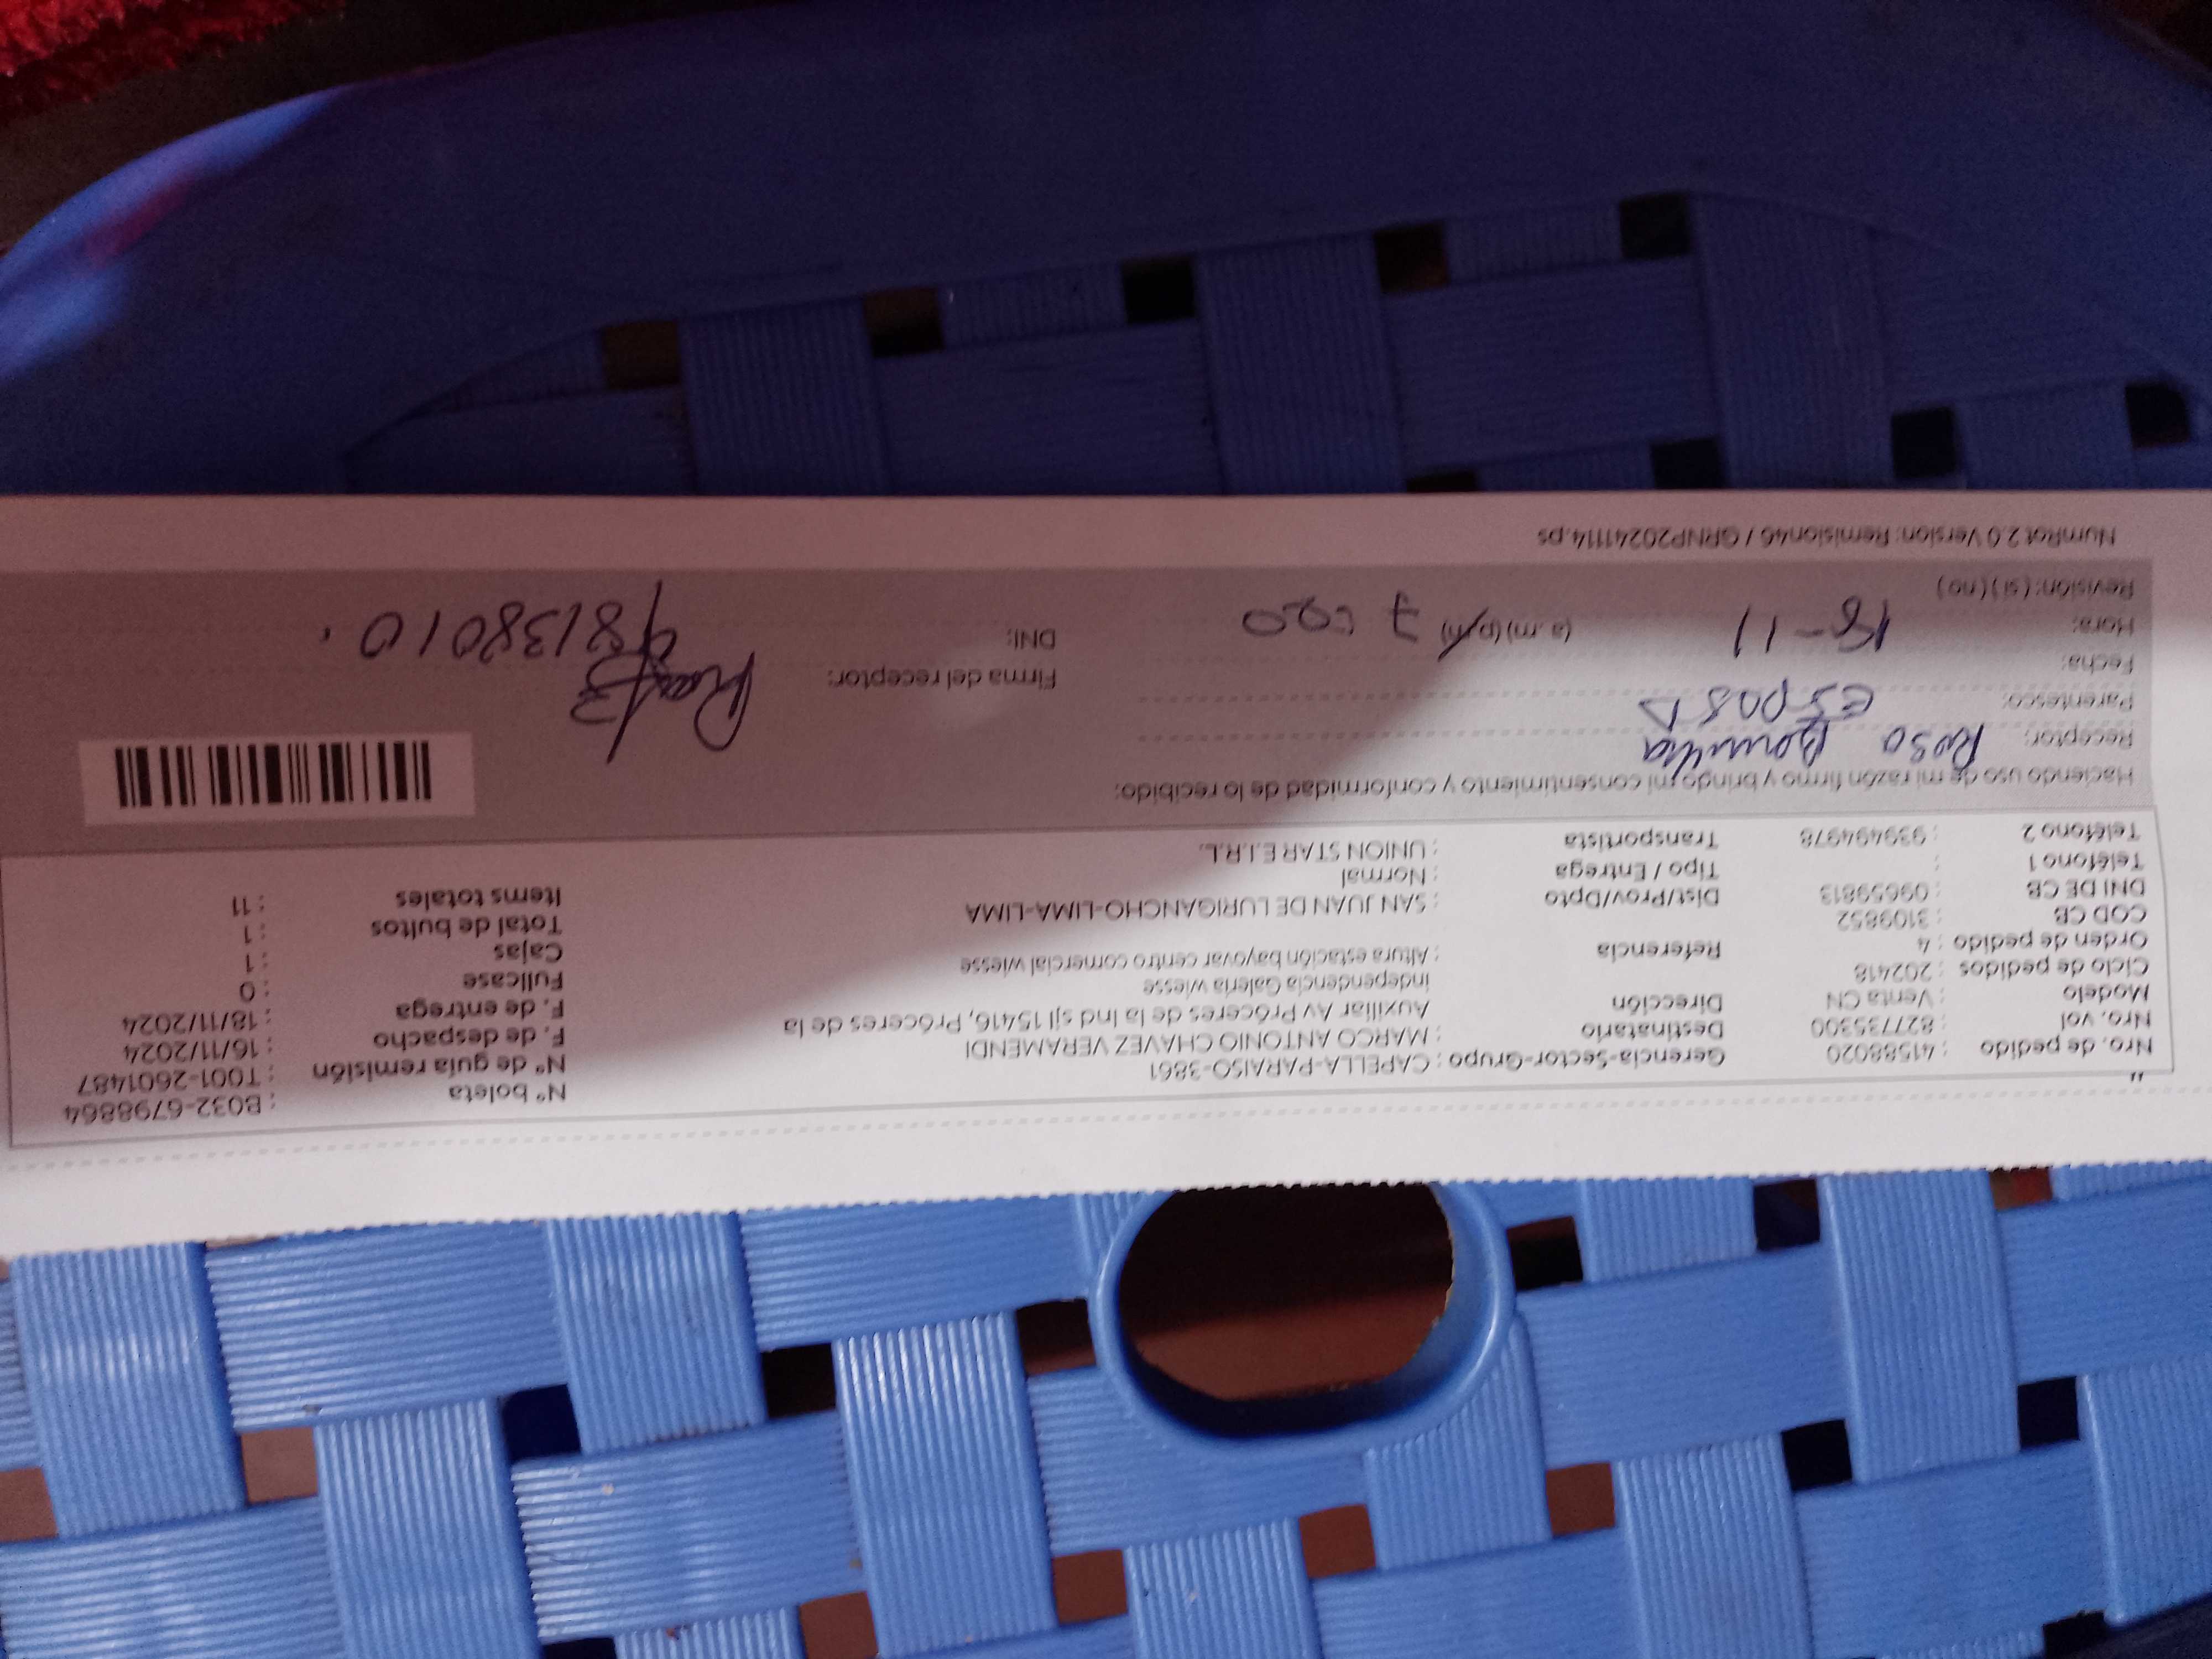 "
Nro. de pedido : 41588020 Gerencia-Sector-Grupo : CAPELLA-PARAISO-3861 Nº boleta : B032-6798864
Nro. vol : 827735300 Destinatario : MARCO ANTONIO CHAVEZ VERAMENDI Nº de guía remisión : T001-2601487
Modelo : Venta CN Dirección Auxiliar Av Próceres de la Ind sjl 15416, Próceres de la F. de despacho : 16/11/2024
independencia Galeria wiesse F. de entrega : 18/11/2024
Ciclo de pedidos : 202418 Referencia : Altura estación bayovar centro comercial wiesse Fullcase : 0
Orden de pedido : 4 Cajas : 1
COD CB : 3109852 Dist/Prov/Dpto : SAN JUAN DE LURIGANCHO-LIMA-LIMA Total de bultos : 1
DNI DE CB : 09659813 Tipo / Entrega : Normal Items totales : 11
Teléfono 1 : Transportista : UNION STAR E.I.R.L.
Teléfono 2 : 939494978
Haciendo uso de mi razón firmo y brindo mi consentimiento y conformidad de lo recibido:
Receptor: Rosa Bonilla
Parentesco: Esposa Firma del receptor:
Fecha: 18-11
Hora: (a.m) (p.m) 7:00 DNI: 98138010
Revisión: (si) (no)
NumRot 2.0 Version: Remision46 / GRNP20241114.ps